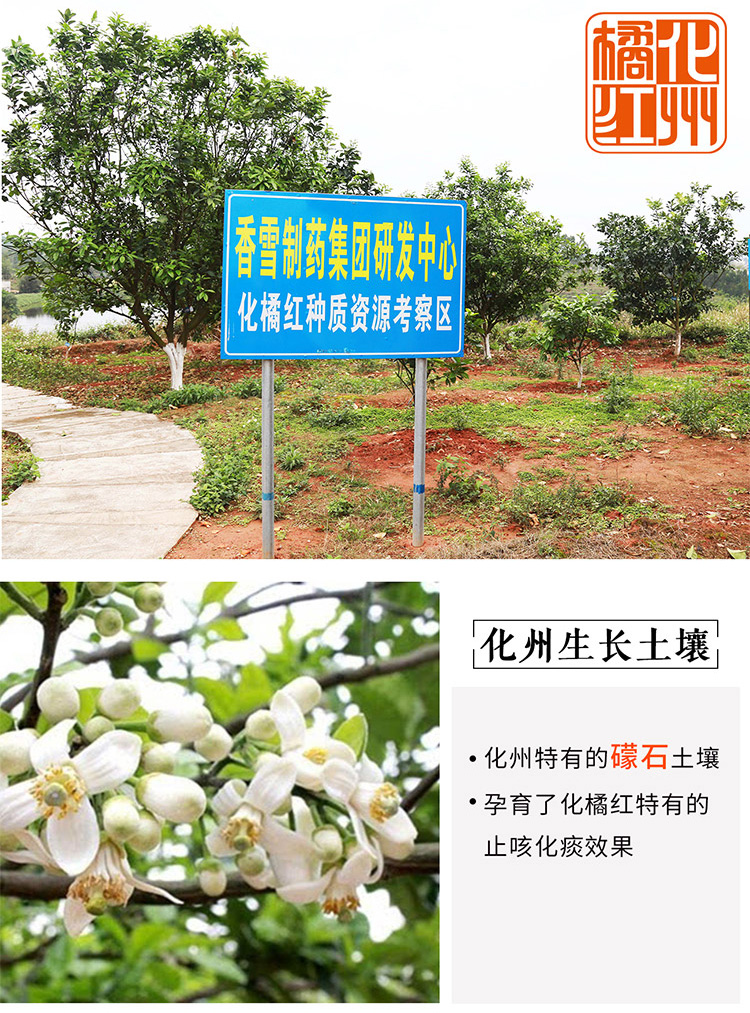 化州
橘红
香雪制药集团研发中心
化橘红种质资源考察区
化州生长土壤
• 化州特有的礞石土壤
• 孕育了化橘红特有的
止咳化痰效果